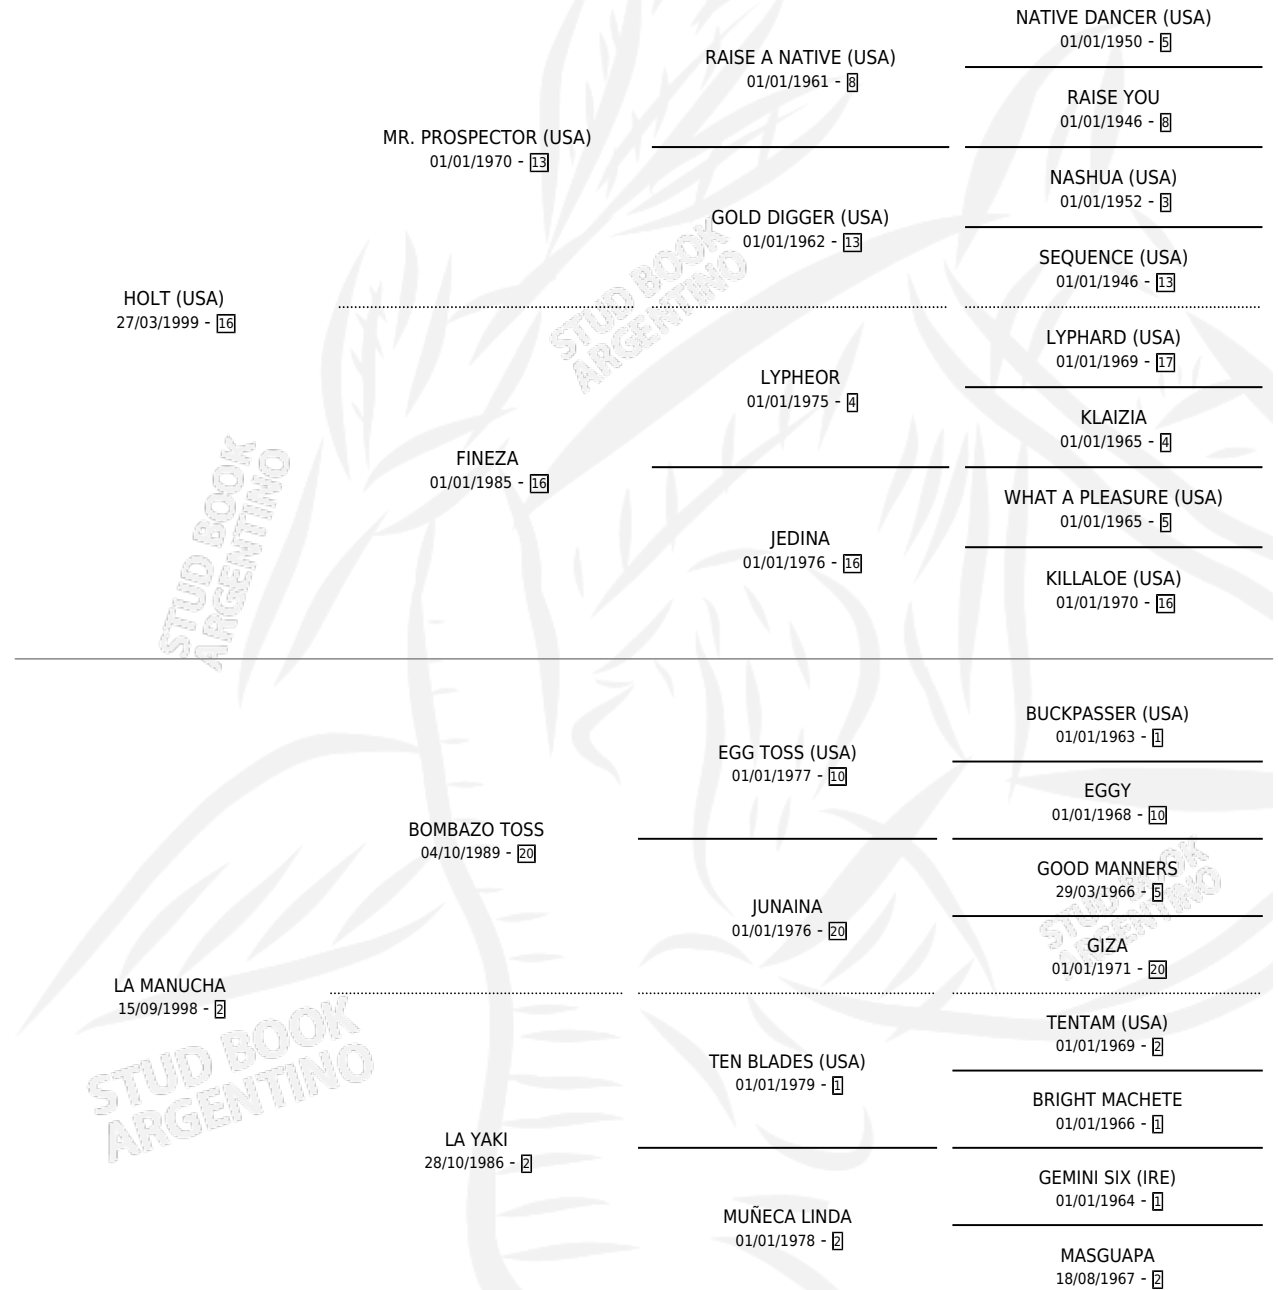 NATIVE DANCER (USA)
01/01/1950 - 5
RAISE A NATIVE (USA)
01/01/1961 - 8
RAISE YOU
01/01/1946 - 8
MR. PROSPECTOR (USA)
01/01/1970 - 13
NASHUA (USA)
01/01/1952 - 3
GOLD DIGGER (USA)
01/01/1962 - 13
SEQUENCE (USA)
01/01/1946 - 13
HOLT (USA)
27/03/1999 - 16
STUD BOOK
ARGENTINO
LYPHARD (USA)
01/01/1969 - 17
LYPHEOR
01/01/1975 - 4
KLAIZIA
01/01/1965 - 4
FINEZA
01/01/1985 - 16
WHAT A PLEASURE (USA)
01/01/1965 - 5
JEDINA
01/01/1976 - 16
KILLALOE (USA)
01/01/1970 - 16
STUD BOOK
ARGENTINO
BUCKPASSER (USA)
01/01/1963 - 1
EGG TOSS (USA)
01/01/1977 - 10
EGGY
01/01/1968 - 10
BOMBAZO TOSS
04/10/1989 - 20
GOOD MANNERS
29/03/1966 - 5
JUNAINA
01/01/1976 - 20
GIZA
01/01/1971 - 20
STUD BOOK
ARGENTINO
LA MANUCHA
15/09/1998 - 2
TENTAM (USA)
01/01/1969 - 2
TEN BLADES (USA)
01/01/1979 - 1
BRIGHT MACHETE
01/01/1966 - 1
STUD BOOK
ARGENTINO
LA YAKI
28/10/1986 - 2
GEMINI SIX (IRE)
01/01/1964 - 1
MUÑECA LINDA
01/01/1978 - 2
MASGUAPA
18/08/1967 - 2